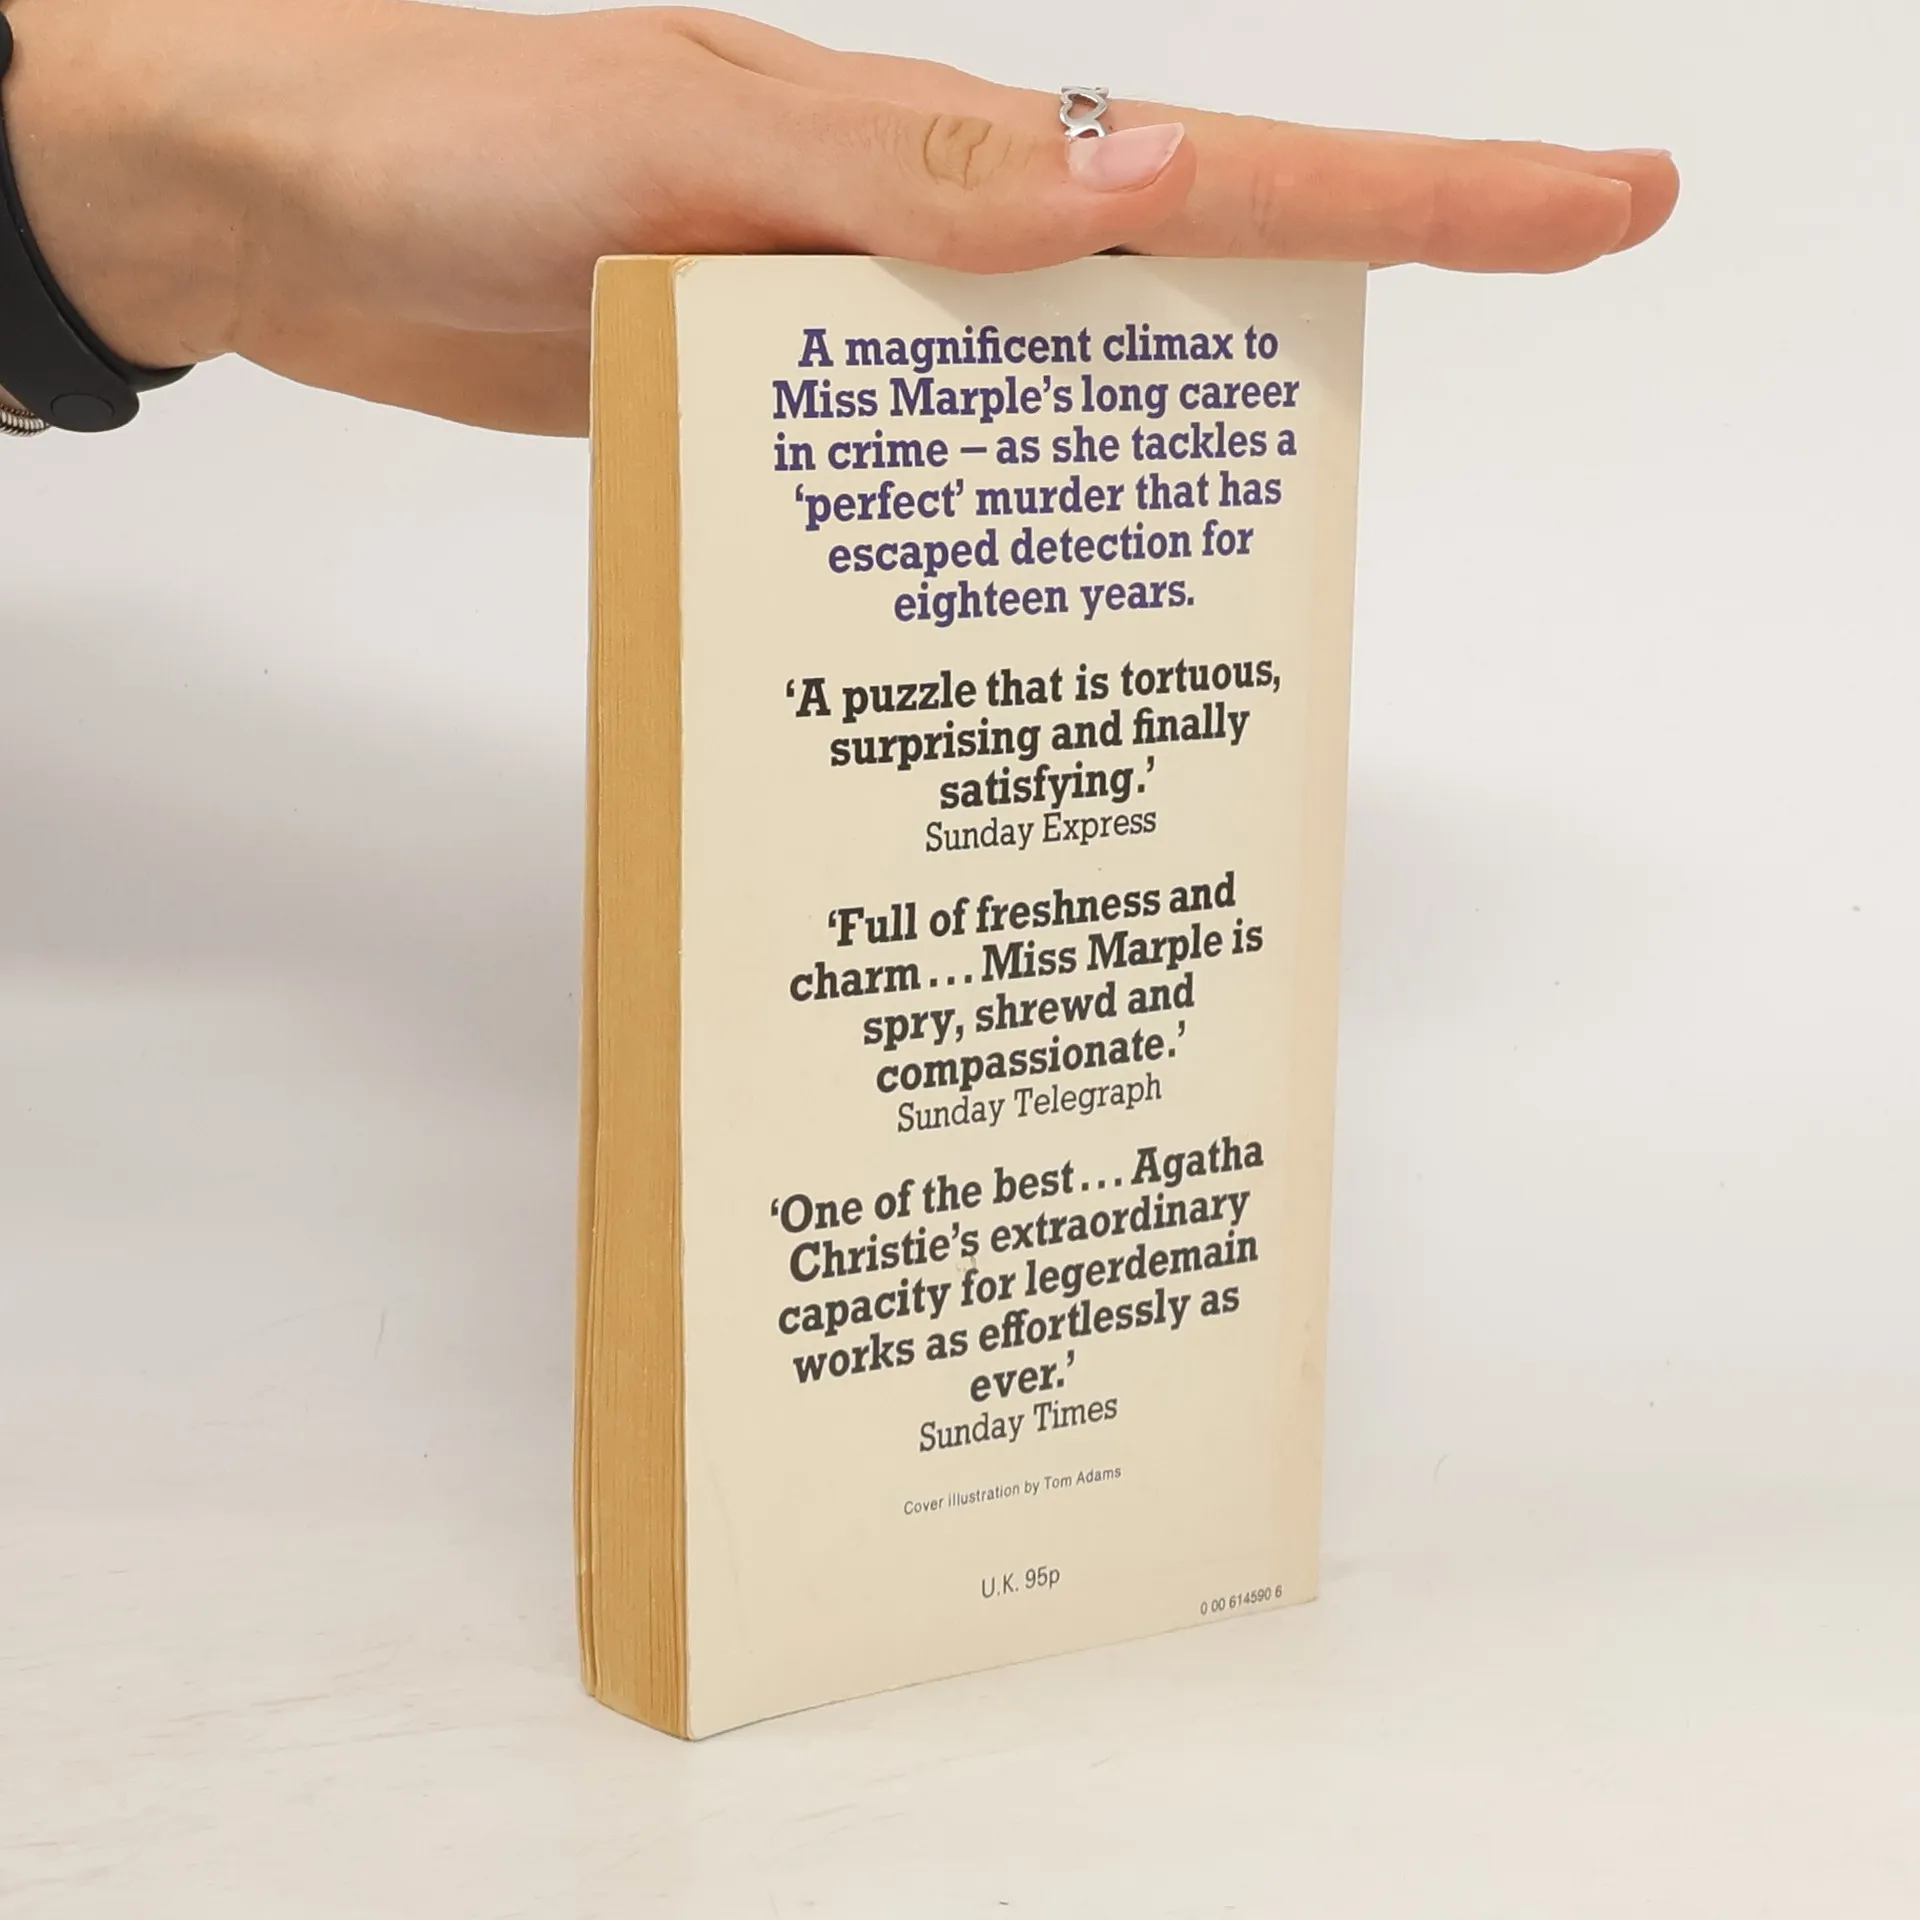 A magnificent climax to
Miss Marple’s long career
in crime – as she tackles a
‘perfect’ murder that has
escaped detection for
eighteen years.
‘A puzzle that is tortuous,
surprising and finally
satisfying.’
Sunday Express
‘Full of freshness and
charm...Miss Marple is
spry, shrewd and
compassionate.’
Sunday Telegraph
‘One of the best...Agatha
Christie’s extraordinary
capacity for legerdemain
works as effortlessly as
ever.’
Sunday Times
Cover illustration by Tom Adams
U.K. 95p
0 00 614590 6